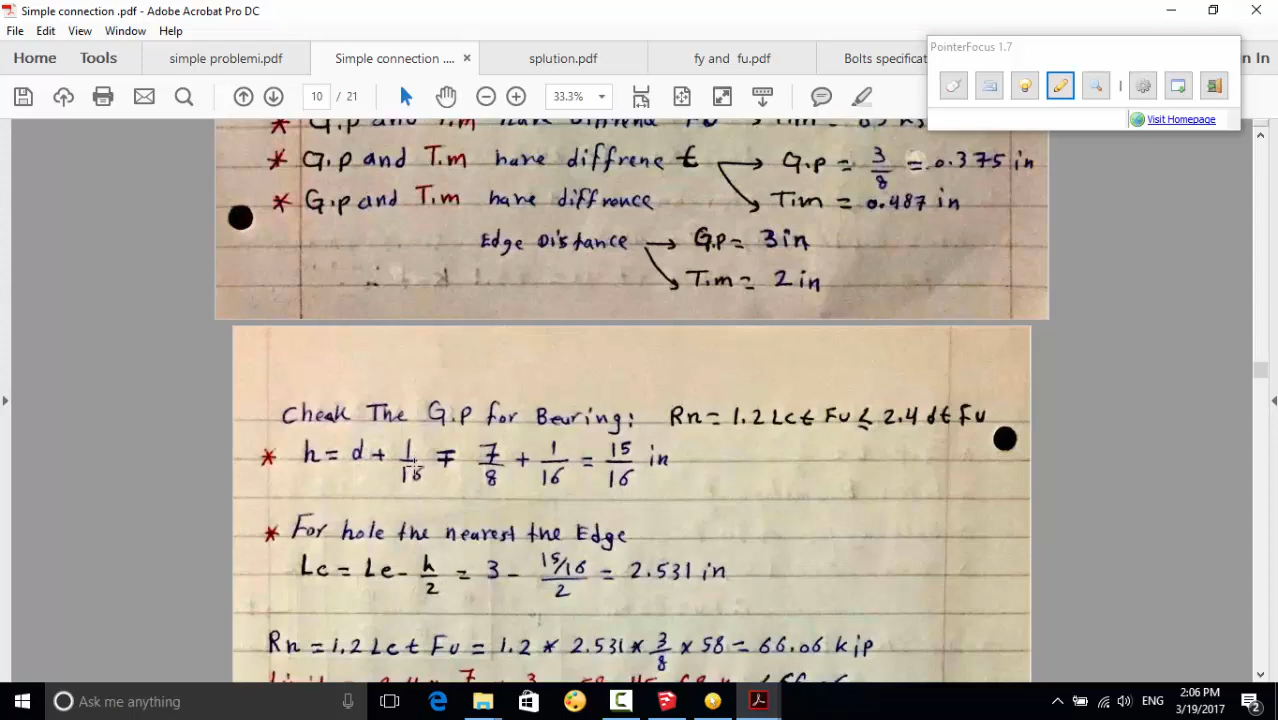 Simple connection .pdf - Adobe Acrobat Pro DC
File Edit View Window Help
PointerFocus 1.7
Home Tools simple problemi.pdf Simple connection .... × splution.pdf fy and fu.pdf Bolts specificat n In
10 / 21 33.3%
Visit Homepage
* G.p and T.m have diffrene t → G.p = 3/8 = 0.375 in
T.m = 0.487 in
* G.p and T.m have diffronce
Edge Distance → G.p = 3 in
T.m = 2 in
Cheak The G.p for Bearing: Rn = 1.2 Lc t Fu ≤ 2.4 dt Fu
* h = d + 1/16 = 7/8 + 1/16 = 15/16 in
* For hole the nearest the Edge
Lc = Le - h/2 = 3 - 15/16/2 = 2.531 in
Rn = 1.2 Lc t Fu = 1.2 * 2.531 * 3/8 * 58 = 66.06 kip
Ask me anything
ENG
2:06 PM
3/19/2017
2